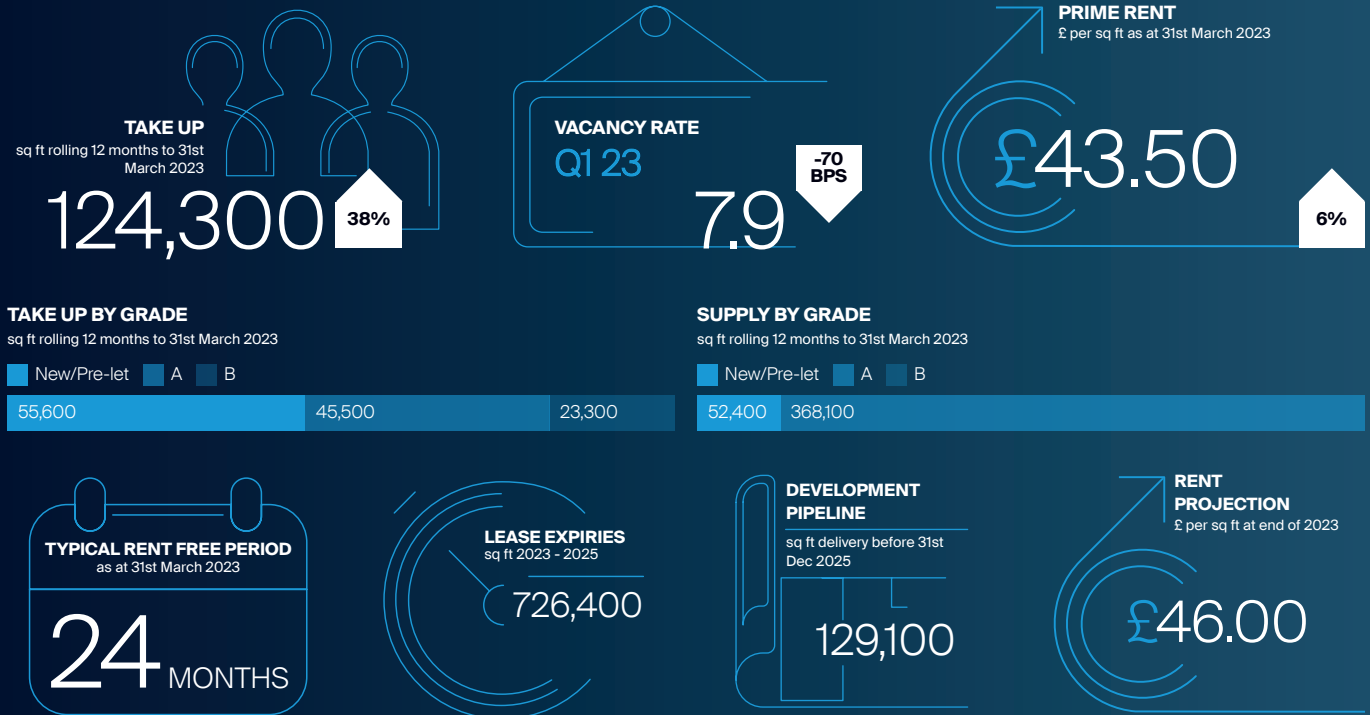 TAKE UP
sq ft rolling 12 months to 31st
March 2023
124,300
38%
VACANCY RATE
Q1 23
7.9
-70
BPS
PRIME RENT
£ per sq ft as at 31st March 2023
£43.50
6%
TAKE UP BY GRADE
sq ft rolling 12 months to 31st March 2023
New/Pre-let A B
55,600 45,500 23,300
SUPPLY BY GRADE
sq ft rolling 12 months to 31st March 2023
New/Pre-let A B
52,400 368,100
TYPICAL RENT FREE PERIOD
as at 31st March 2023
24 MONTHS
LEASE EXPIRIES
sq ft 2023 - 2025
726,400
DEVELOPMENT
PIPELINE
sq ft delivery before 31st
Dec 2025
129,100
RENT
PROJECTION
£ per sq ft at end of 2023
£46.00